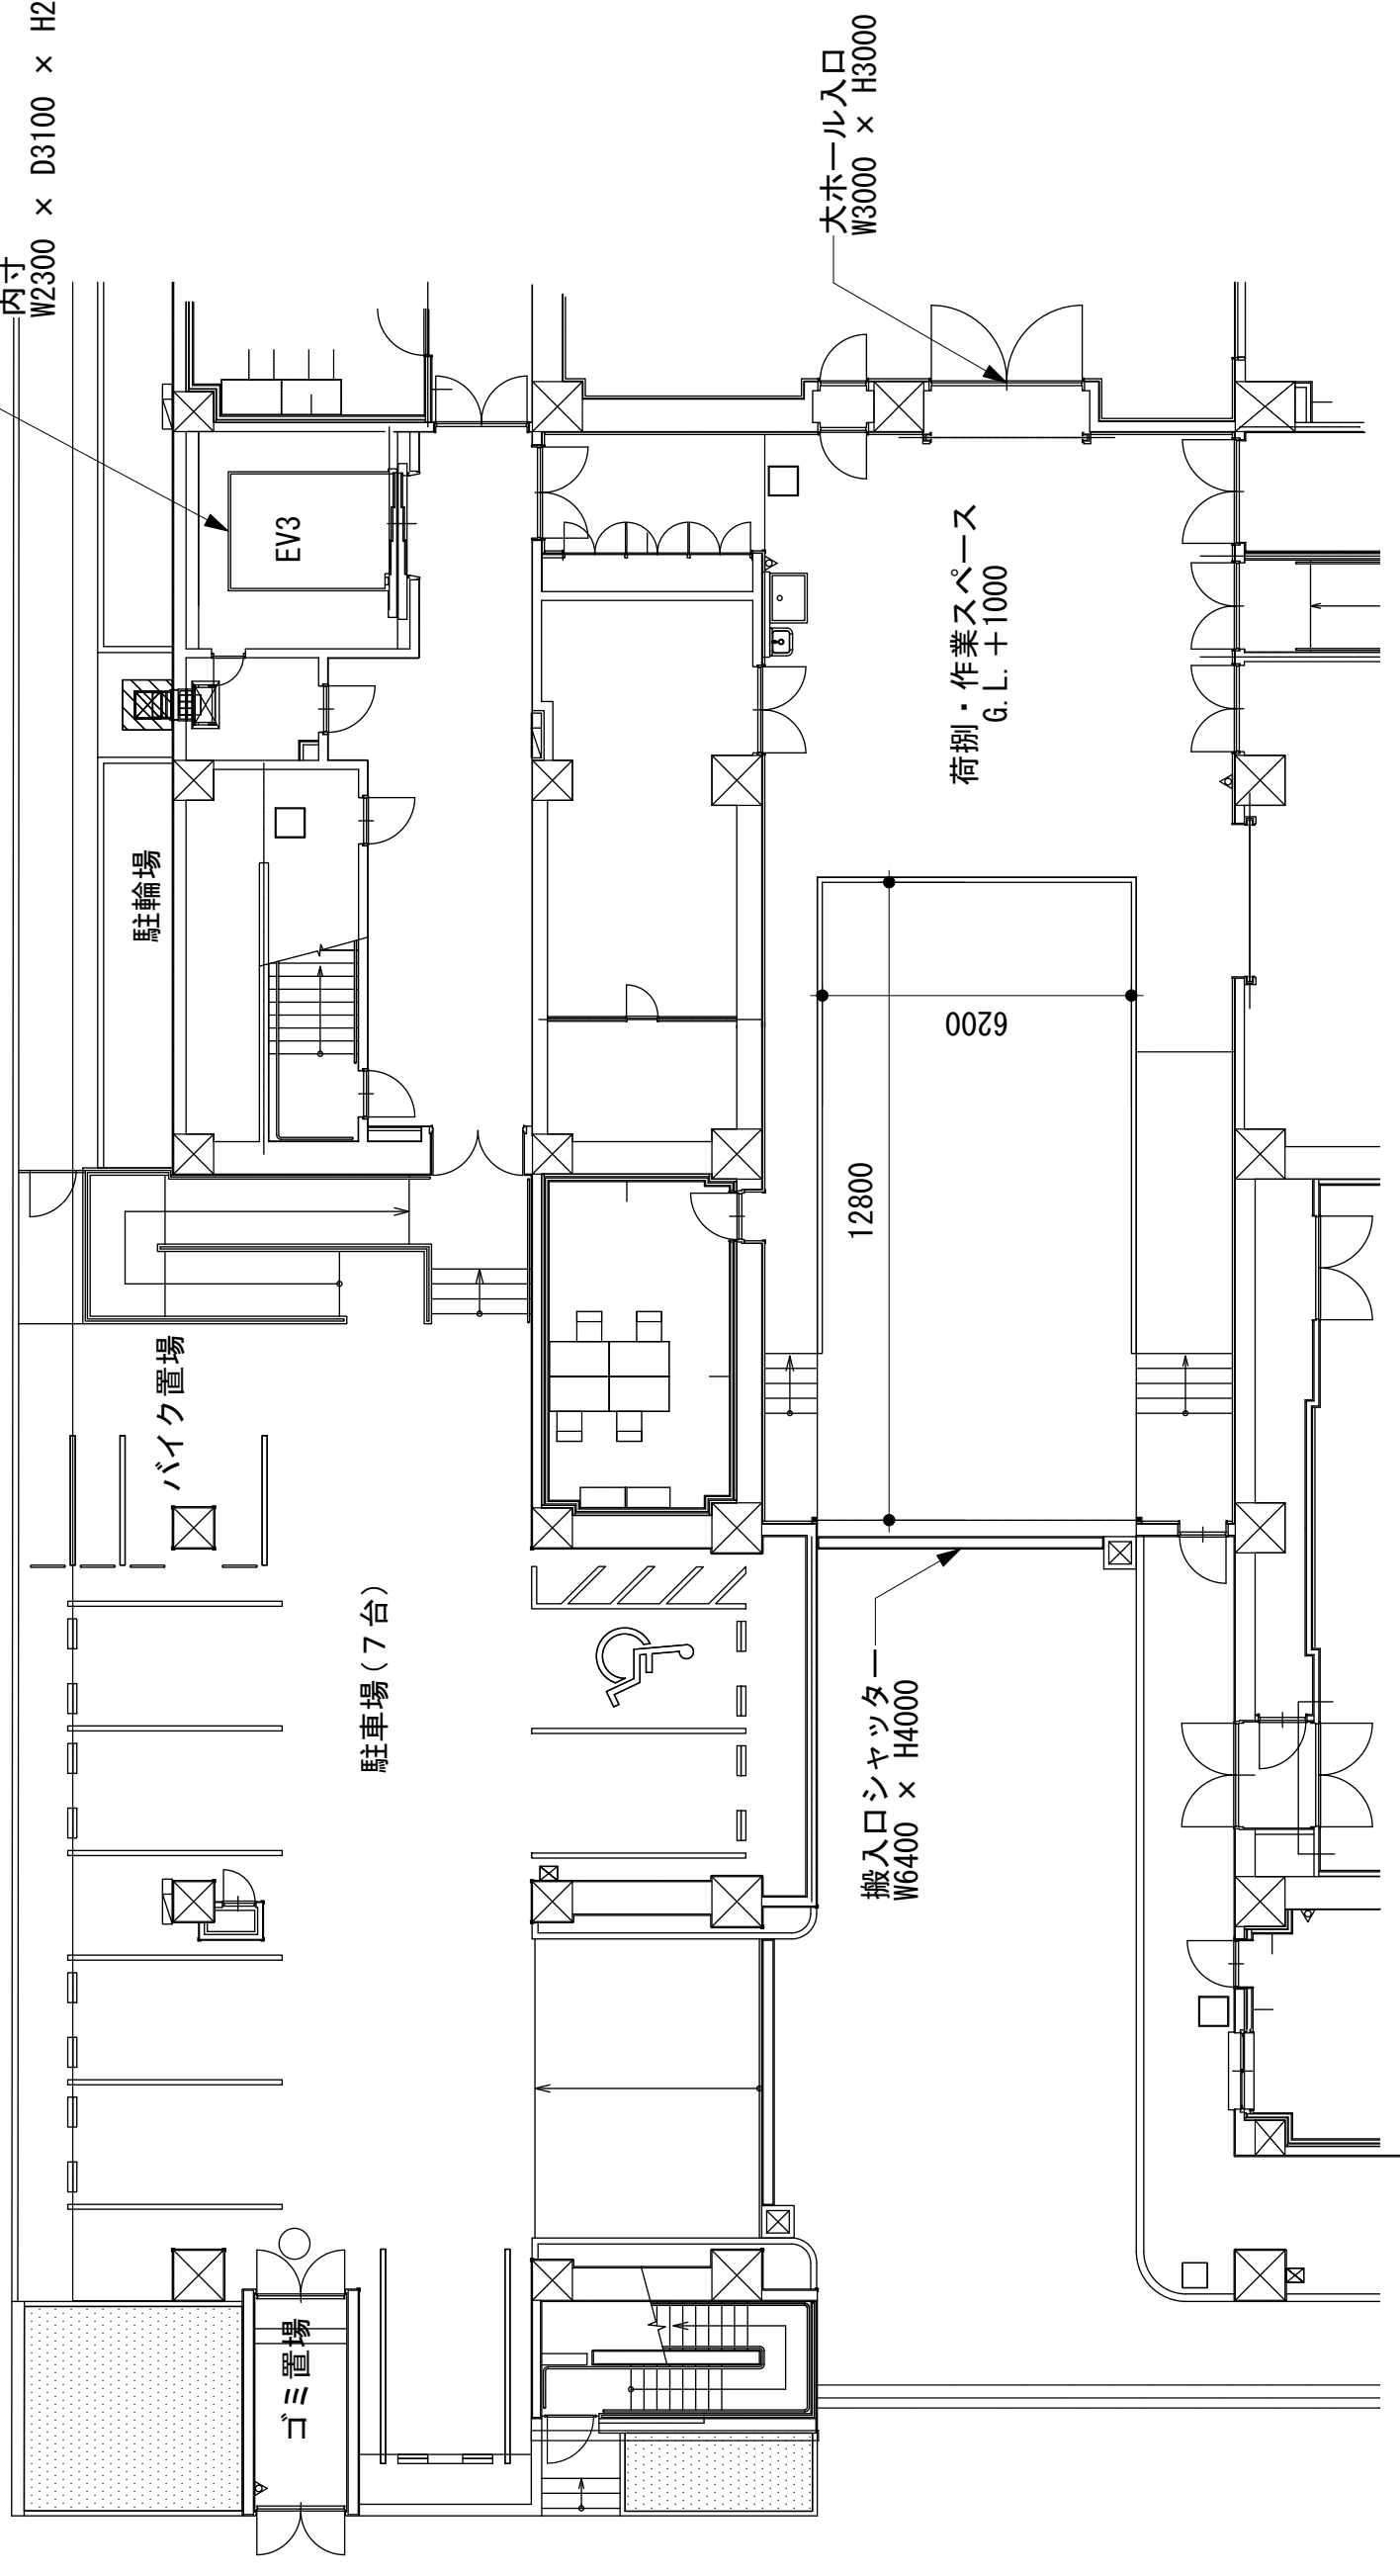 内寸
W2300 × D3100 × H2
大ホール入口
W3000 × H3000
EV3
荷捌・作業スペース
G.L.＋1000
駐輪場
6200
12800
バイク置場
駐車場（７台）
搬入口シャッター
W6400 × H4000
ゴミ置場